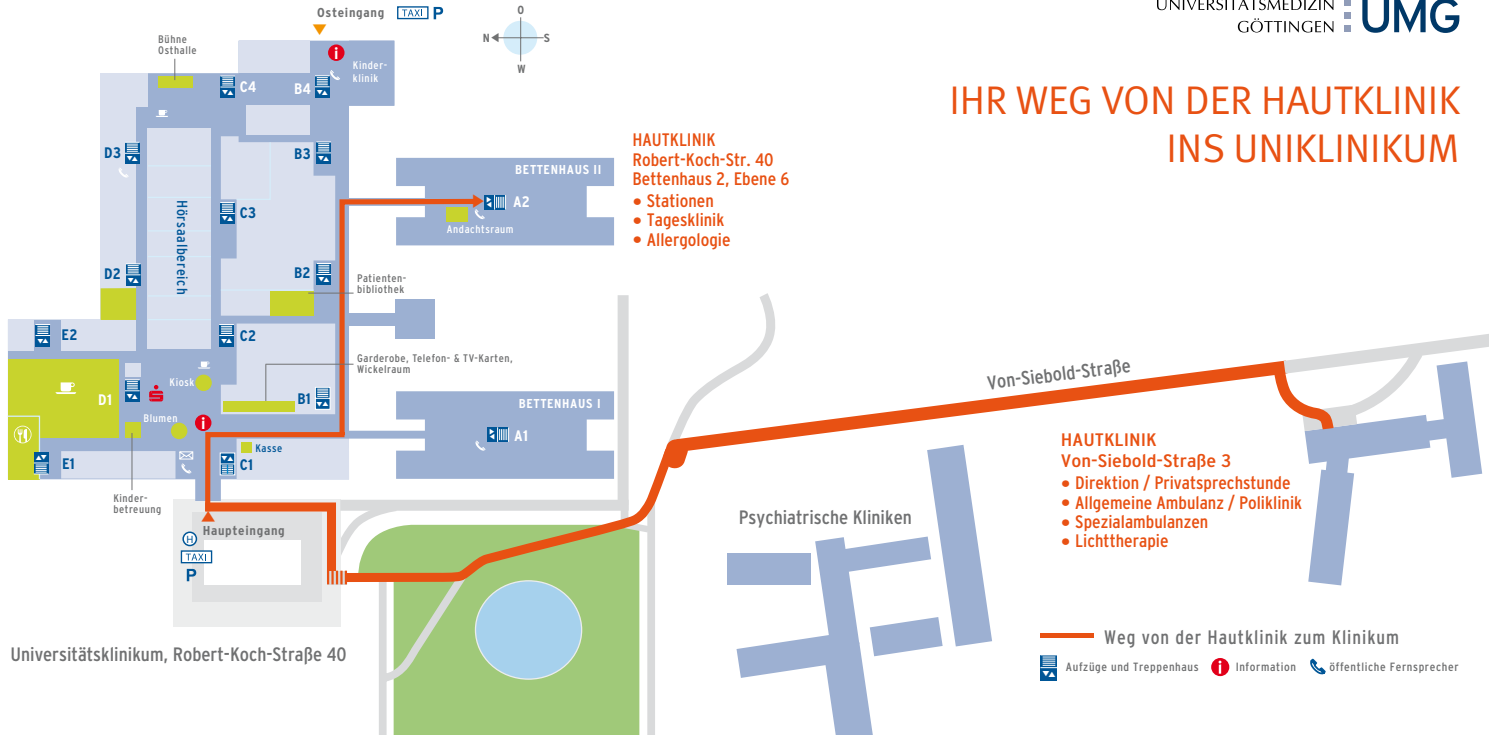 UNIVERSITÄTSMEDIZIN
GÖTTINGEN
UMG
IHR WEG VON DER HAUTKLINIK
INS UNIKLINIKUM
Osteingang
TAXI P
O
N
S
W
Bühne
Osthalle
i
Kinder-
klinik
C4
B4
D3
B3
Hörsaalbereich
C3
D2
B2
Patienten-
bibliothek
E2
C2
Garderobe, Telefon- & TV-Karten,
Wickelraum
D1
Kiosk
B1
Blumen
i
Kasse
E1
C1
Kinder-
betreuung
Haupteingang
H
TAXI
P
BETTENHAUS II
A2
Andachtsraum
BETTENHAUS I
A1
HAUTKLINIK
Robert-Koch-Str. 40
Bettenhaus 2, Ebene 6
• Stationen
• Tagesklinik
• Allergologie
Von-Siebold-Straße
HAUTKLINIK
Von-Siebold-Straße 3
• Direktion / Privatsprechstunde
• Allgemeine Ambulanz / Poliklinik
• Spezialambulanzen
• Lichttherapie
Psychiatrische Kliniken
Universitätsklinikum, Robert-Koch-Straße 40
Weg von der Hautklinik zum Klinikum
Aufzüge und Treppenhaus
i Information
öffentliche Fernsprecher